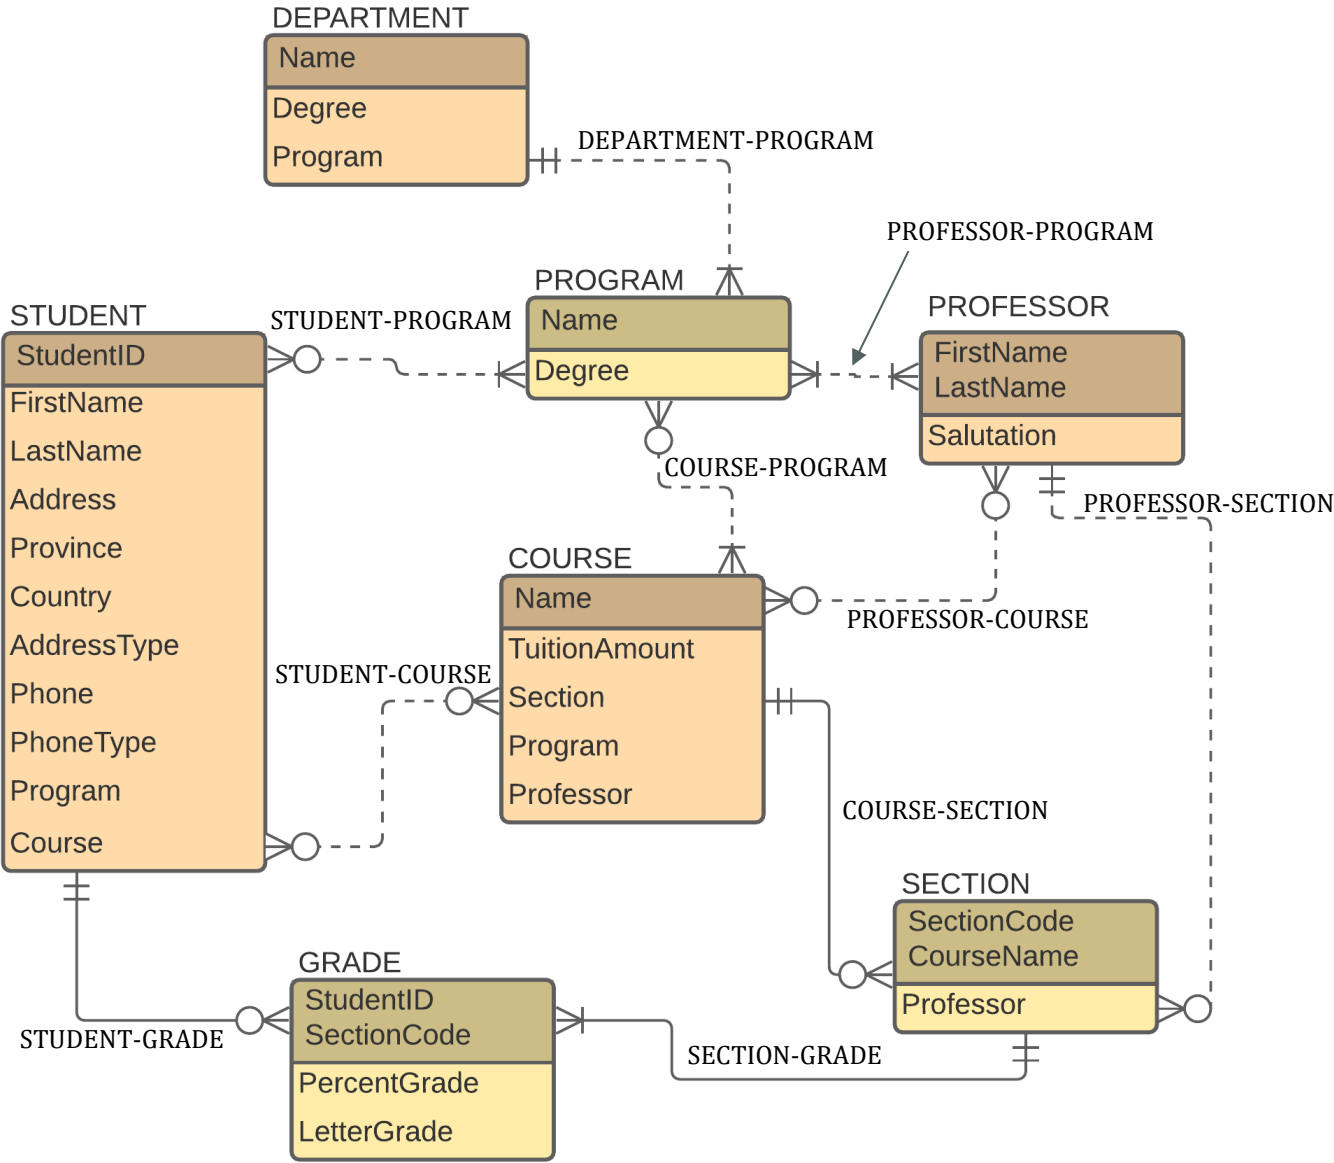 DEPARTMENT
Name
Degree
Program
DEPARTMENT-PROGRAM
PROFESSOR-PROGRAM
PROGRAM
Name
Degree
PROFESSOR
FirstName
LastName
Salutation
STUDENT
StudentID
FirstName
LastName
Address
Province
Country
AddressType
Phone
PhoneType
Program
Course
STUDENT-PROGRAM
COURSE-PROGRAM
PROFESSOR-SECTION
COURSE
Name
TuitionAmount
Section
Program
Professor
PROFESSOR-COURSE
STUDENT-COURSE
COURSE-SECTION
SECTION
SectionCode
CourseName
Professor
GRADE
StudentID
SectionCode
PercentGrade
LetterGrade
STUDENT-GRADE
SECTION-GRADE